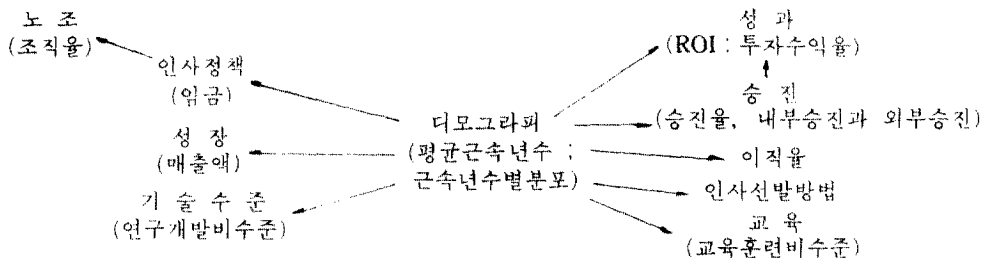 노 조
(조직율)
인사정책
(임금)
성 장
(매출액)
기 술 수 준
(연구개발비수준)
디모그라피
(평균근속년수 ;
근속년수별분포)
성 과
(ROI : 투자수익율)
승 진
(승진율, 내부승진과 외부승진)
이직율
인사선발방법
교 육
(교육훈련비수준)